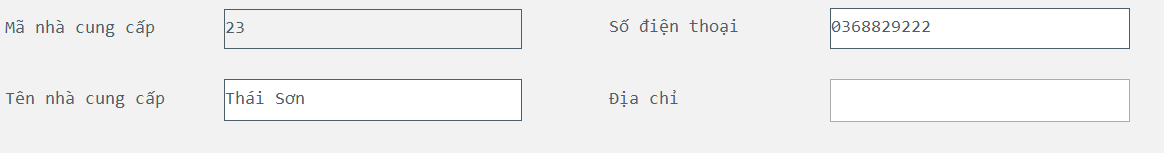 Mã nhà cung cấp 23 Số điện thoại 0368829222
Tên nhà cung cấp Thái Sơn Địa chỉ